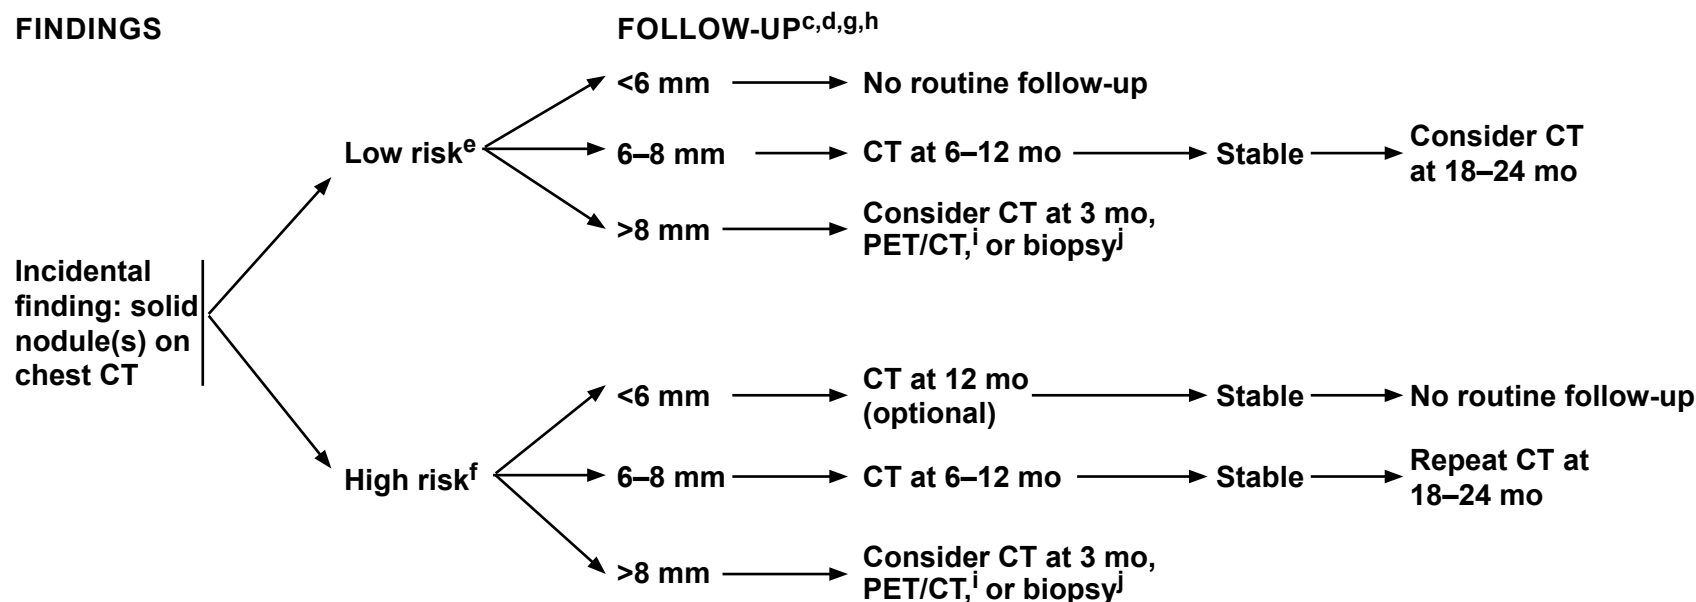 FINDINGS
FOLLOW-UPc,d,g,h
<6 mm
No routine follow-up
Low riske
6–8 mm
CT at 6–12 mo
Stable
Consider CT
at 18–24 mo
>8 mm
Consider CT at 3 mo,
PET/CT,i or biopsyj
Incidental
finding: solid
nodule(s) on
chest CT
<6 mm
CT at 12 mo
(optional)
Stable
No routine follow-up
High riskf
6–8 mm
CT at 6–12 mo
Stable
Repeat CT at
18–24 mo
>8 mm
Consider CT at 3 mo,
PET/CT,i or biopsyj